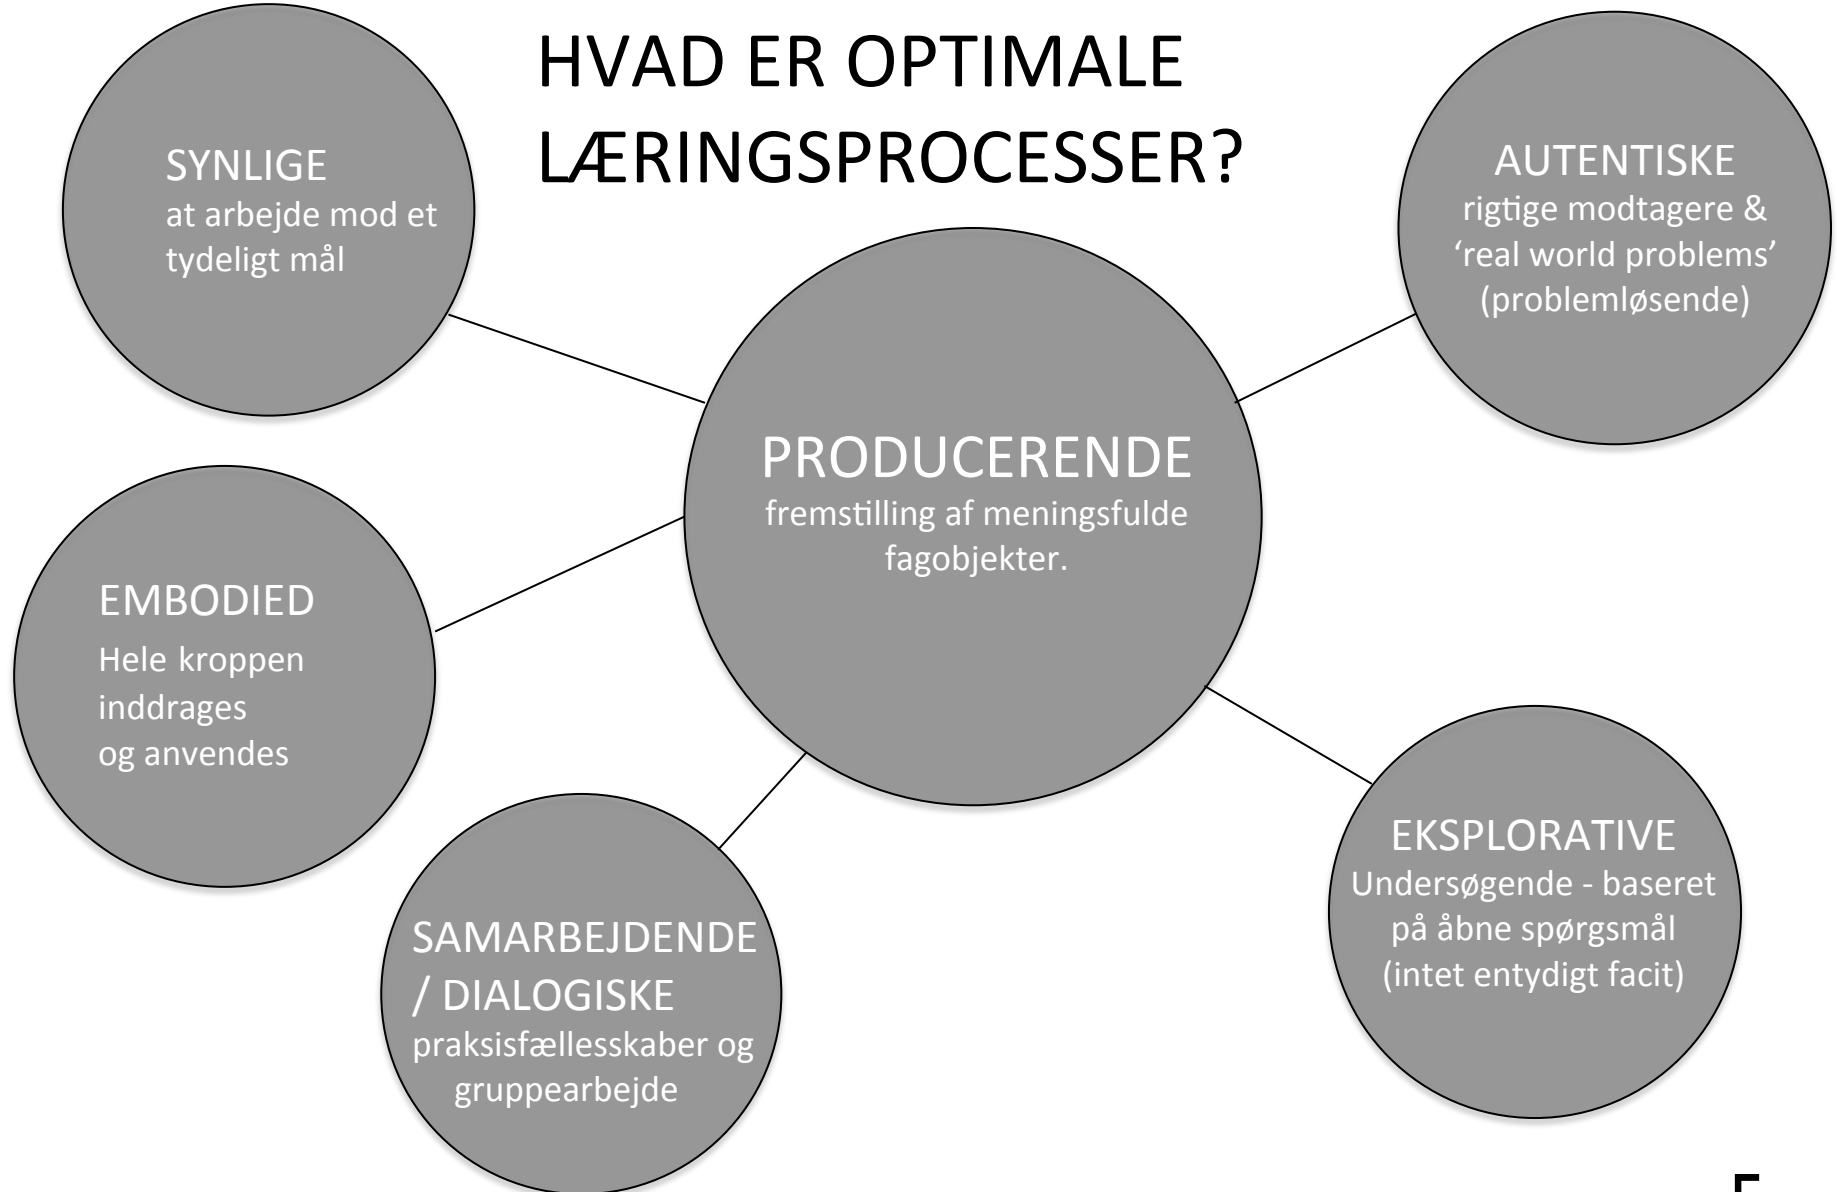 HVAD ER OPTIMALE
LÆRINGSPROCESSER?
SYNLIGE
at arbejde mod et
tydeligt mål
AUTENTISKE
rigtige modtagere &
‘real world problems’
(problemløsende)
PRODUCERENDE
fremstilling af meningsfulde
fagobjekter.
EMBODIED
Hele kroppen
inddrages
og anvendes
SAMARBEJDENDE
/ DIALOGISKE
praksisfællesskaber og
gruppearbejde
EKSPLORATIVE
Undersøgende - baseret
på åbne spørgsmål
(intet entydigt facit)